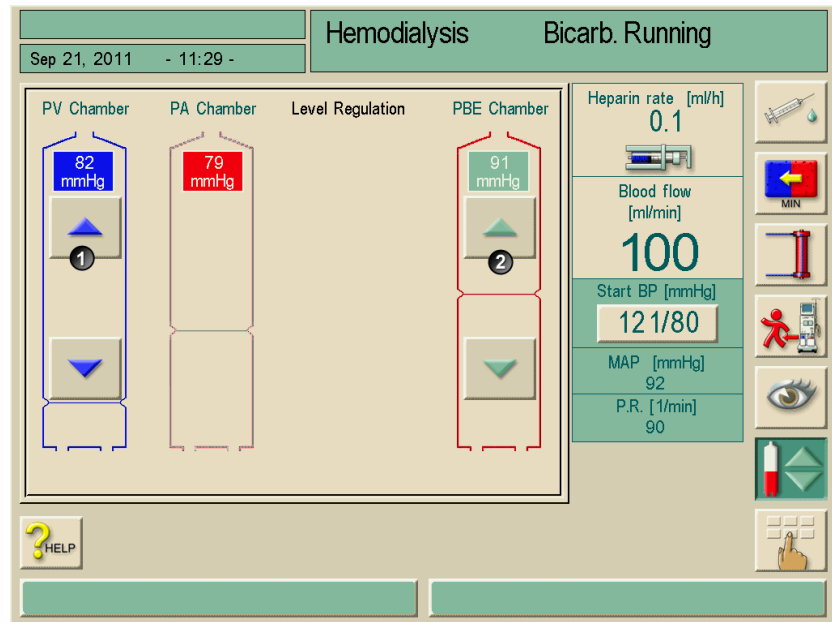 Hemodialysis Bicarb. Running
Sep 21, 2011 - 11:29 -
PV Chamber PA Chamber Level Regulation PBE Chamber
82
mmHg
79
mmHg
91
mmHg
1
2
Heparin rate [ml/h]
0.1
Blood flow
[ml/min]
100
Start BP [mmHg]
121/80
MAP [mmHg]
92
P.R. [1/min]
90
MIN
?HELP